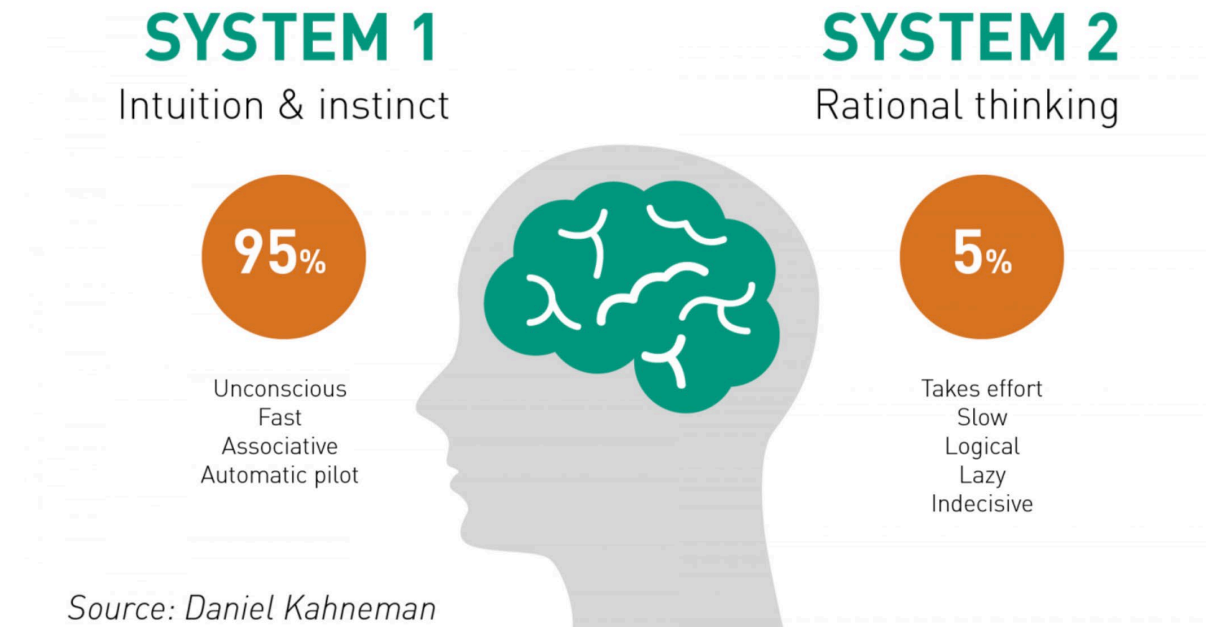 SYSTEM 1
Intuition & instinct
95%
Unconscious
Fast
Associative
Automatic pilot
SYSTEM 2
Rational thinking
5%
Takes effort
Slow
Logical
Lazy
Indecisive
Source: Daniel Kahneman